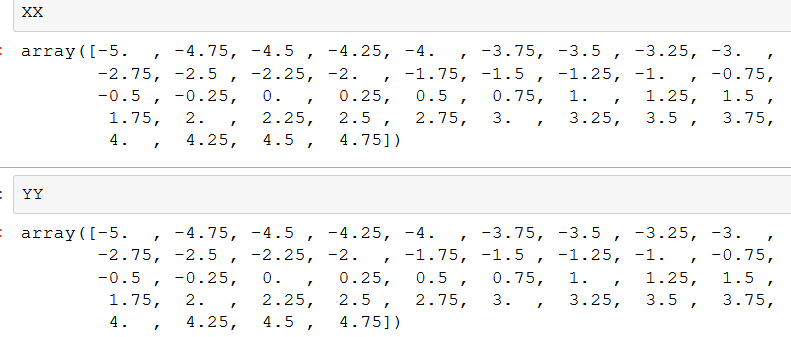 XX
: array([-5.  , -4.75, -4.5 , -4.25, -4.  , -3.75, -3.5 , -3.25, -3.  ,
       -2.75, -2.5 , -2.25, -2.  , -1.75, -1.5 , -1.25, -1.  , -0.75,
       -0.5 , -0.25,  0.  ,  0.25,  0.5 ,  0.75,  1.  ,  1.25,  1.5 ,
        1.75,  2.  ,  2.25,  2.5 ,  2.75,  3.  ,  3.25,  3.5 ,  3.75,
        4.  ,  4.25,  4.5 ,  4.75])
: YY
: array([-5.  , -4.75, -4.5 , -4.25, -4.  , -3.75, -3.5 , -3.25, -3.  ,
       -2.75, -2.5 , -2.25, -2.  , -1.75, -1.5 , -1.25, -1.  , -0.75,
       -0.5 , -0.25,  0.  ,  0.25,  0.5 ,  0.75,  1.  ,  1.25,  1.5 ,
        1.75,  2.  ,  2.25,  2.5 ,  2.75,  3.  ,  3.25,  3.5 ,  3.75,
        4.  ,  4.25,  4.5 ,  4.75])